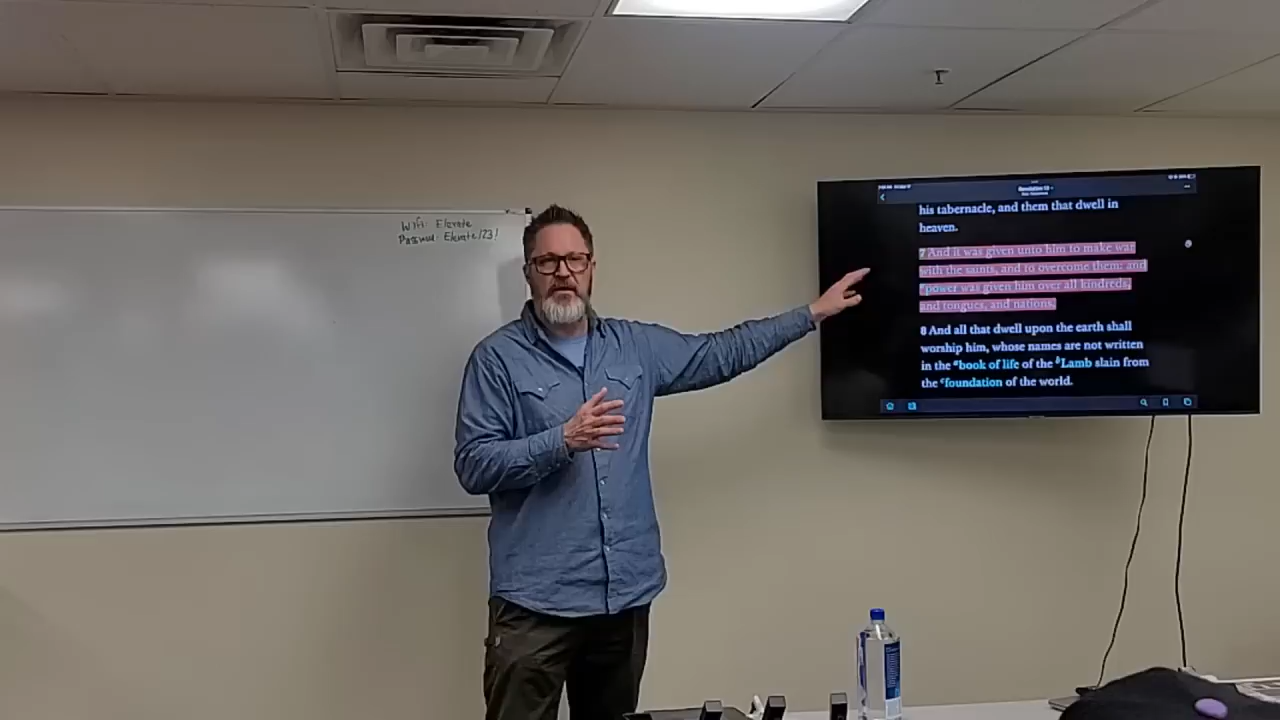 Wifi: Elevate
Elevate123!
Revelation 13
his tabernacle, and them that dwell in
heaven.
7 And it was given unto him to make war
with the saints, and to overcome them: and
power was given him over all kindreds,
and tongues, and nations.
8 And all that dwell upon the earth shall
worship him, whose names are not written
in the a book of life of the b Lamb slain from
the c foundation of the world.